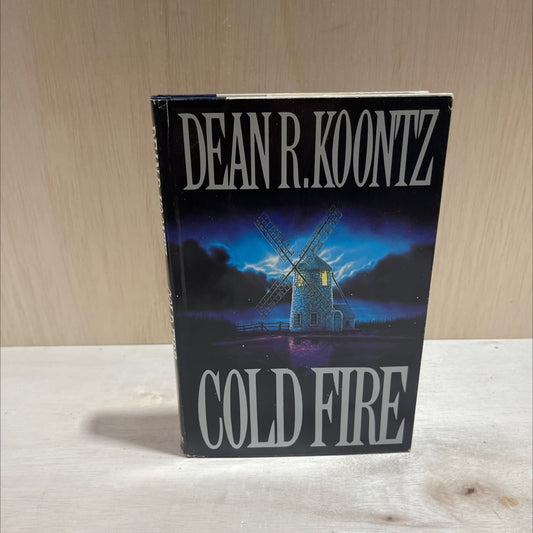 DEAN R. KOONTZ
COLD FIRE